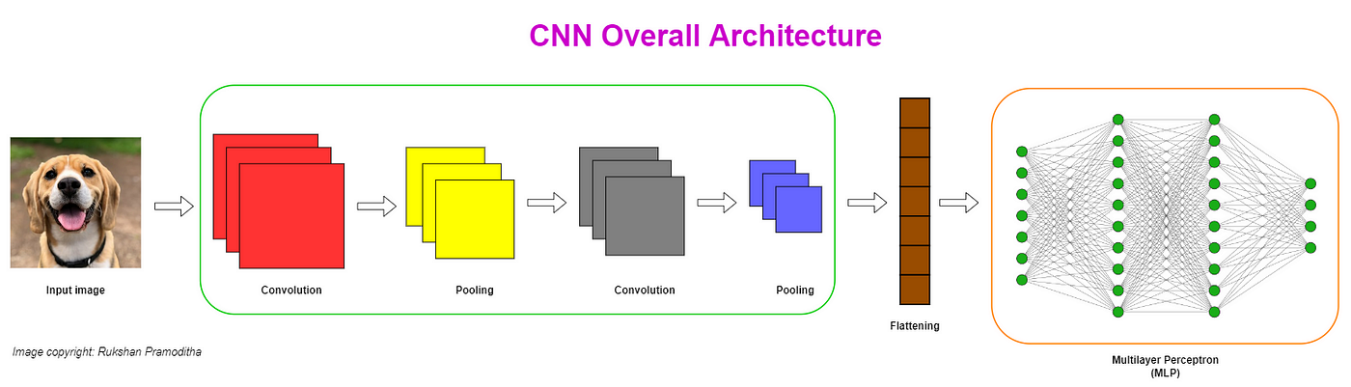 CNN Overall Architecture
Input image
Convolution
Pooling
Convolution
Pooling
Flattening
Multilayer Perceptron
(MLP)
Image copyright: Rukshan Pramoditha